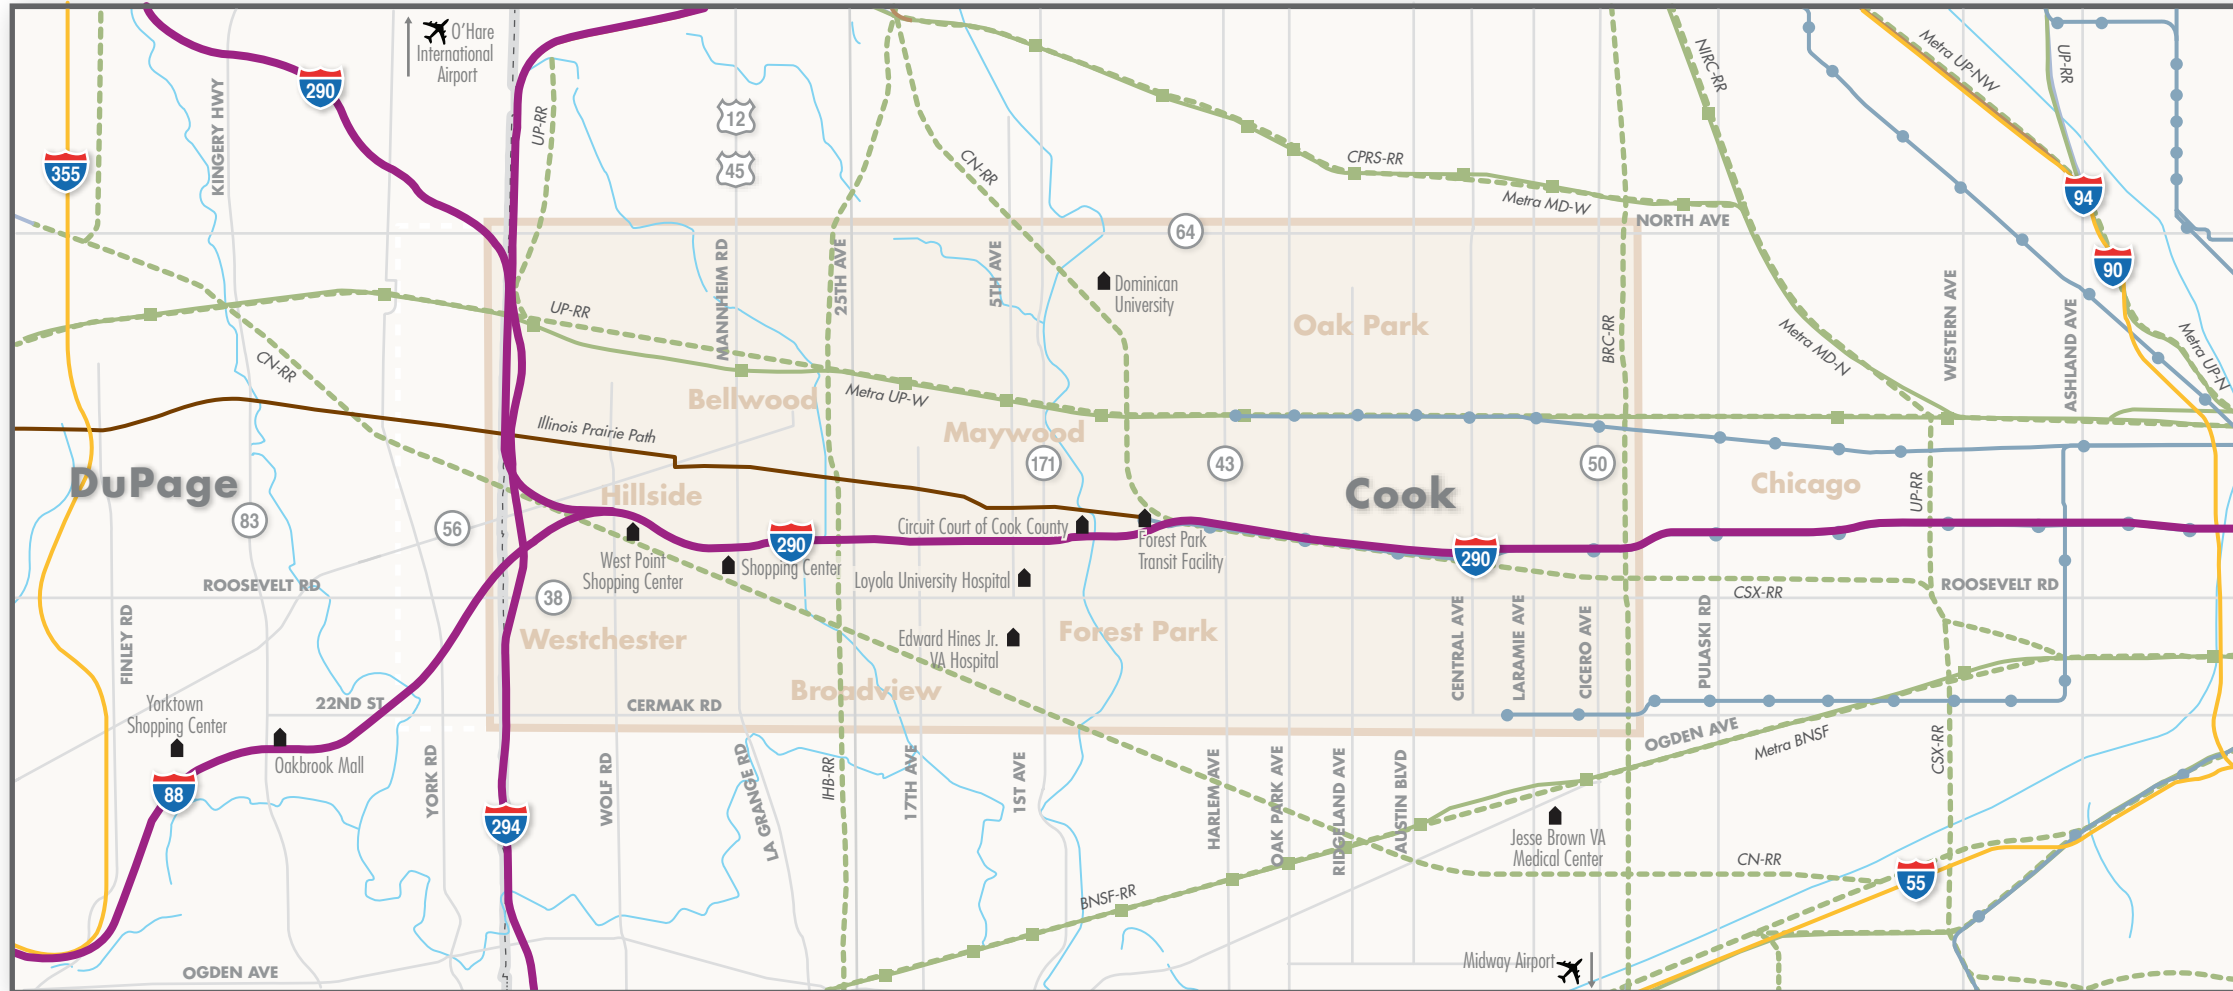 O'Hare
International
Airport
290
KINGERY HWY
UP-RR
12
45
355
CN-RR
CPRS-RR
Metra MD-W
NIRC-RR
Metra UP-NW
UP-RR
94
NORTH AVE
64
90
MANNHEIM RD
25TH AVE
5TH AVE
Dominican
University
Oak Park
BRC-RR
Metra MD-N
WESTERN AVE
ASHLAND AVE
Metra UP-N
UP-RR
CN-RR
Bellwood
Metra UP-W
Illinois Prairie Path
Maywood
171
43
50
DuPage
Hillside
Cook
Chicago
UP-RR
83
56
Circuit Court of Cook County
290
Forest Park
Transit Facility
290
West Point
Shopping Center
Shopping Center
Loyola University Hospital
ROOSEVELT RD
38
CSX-RR
ROOSEVELT RD
FINLEY RD
Westchester
Edward Hines Jr.
VA Hospital
Forest Park
CENTRAL AVE
LARAMIE AVE
CICERO AVE
PULASKI RD
Broadview
22ND ST
CERMAK RD
Yorktown
Shopping Center
Oakbrook Mall
OGDEN AVE
Metra BNSF
CSX-RR
88
YORK RD
294
WOLF RD
LA GRANGE RD
IHB-RR
17TH AVE
1ST AVE
HARLEM AVE
OAK PARK AVE
RIDGELAND AVE
AUSTIN BLVD
Jesse Brown VA
Medical Center
CN-RR
55
BNSF-RR
Midway Airport
OGDEN AVE